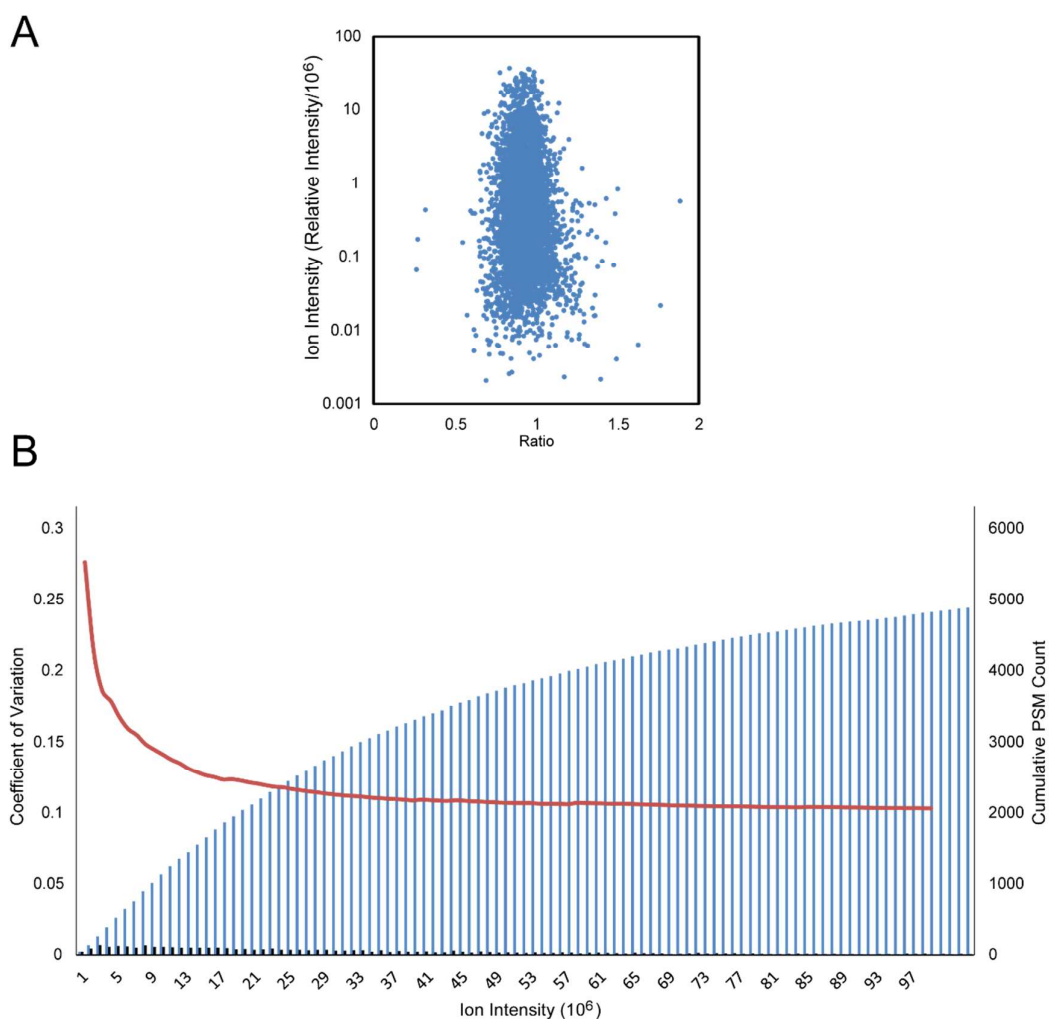 A
Ion Intensity (Relative Intensity/10⁶)
100
10
1
0.1
0.01
0.001
0 0.5 1 1.5 2
Ratio
B
Coefficient of Variation
0.3
0.25
0.2
0.15
0.1
0.05
0
6000
5000
4000
3000
2000
1000
0
Cumulative PSM Count
1 5 9 13 17 21 25 29 33 37 41 45 49 53 57 61 65 69 73 77 81 85 89 93 97
Ion Intensity (10⁶)